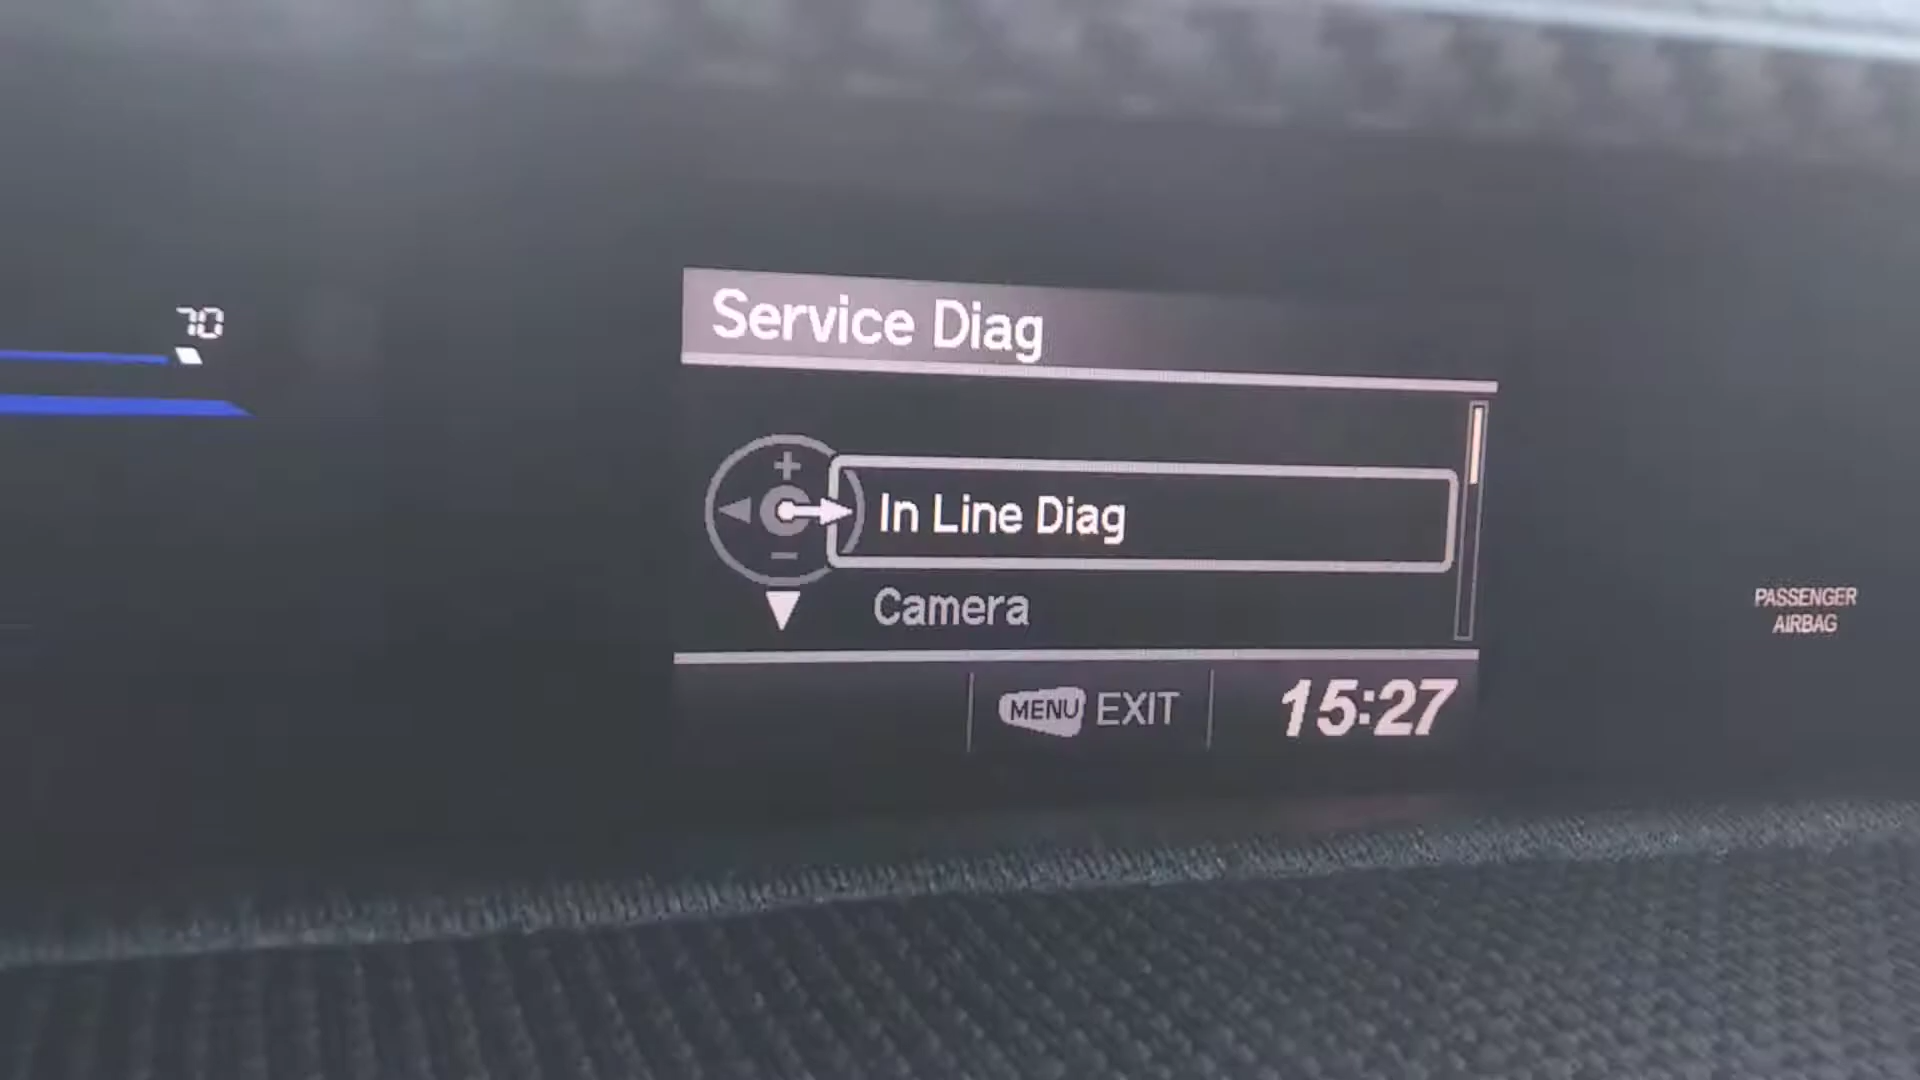 70
Service Diag
In Line Diag
Camera
MENU EXIT
15:27
PASSENGER
AIRBAG